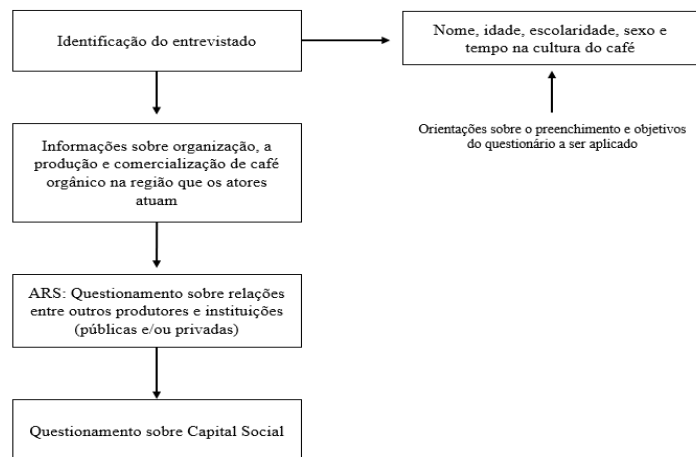 Identificação do entrevistado
Nome, idade, escolaridade, sexo e
tempo na cultura do café
Orientações sobre o preenchimento e objetivos
do questionário a ser aplicado
Informações sobre organização, a
produção e comercialização de café
orgânico na região que os atores
atuam
ARS: Questionamento sobre relações
entre outros produtores e instituições
(públicas e/ou privadas)
Questionamento sobre Capital Social